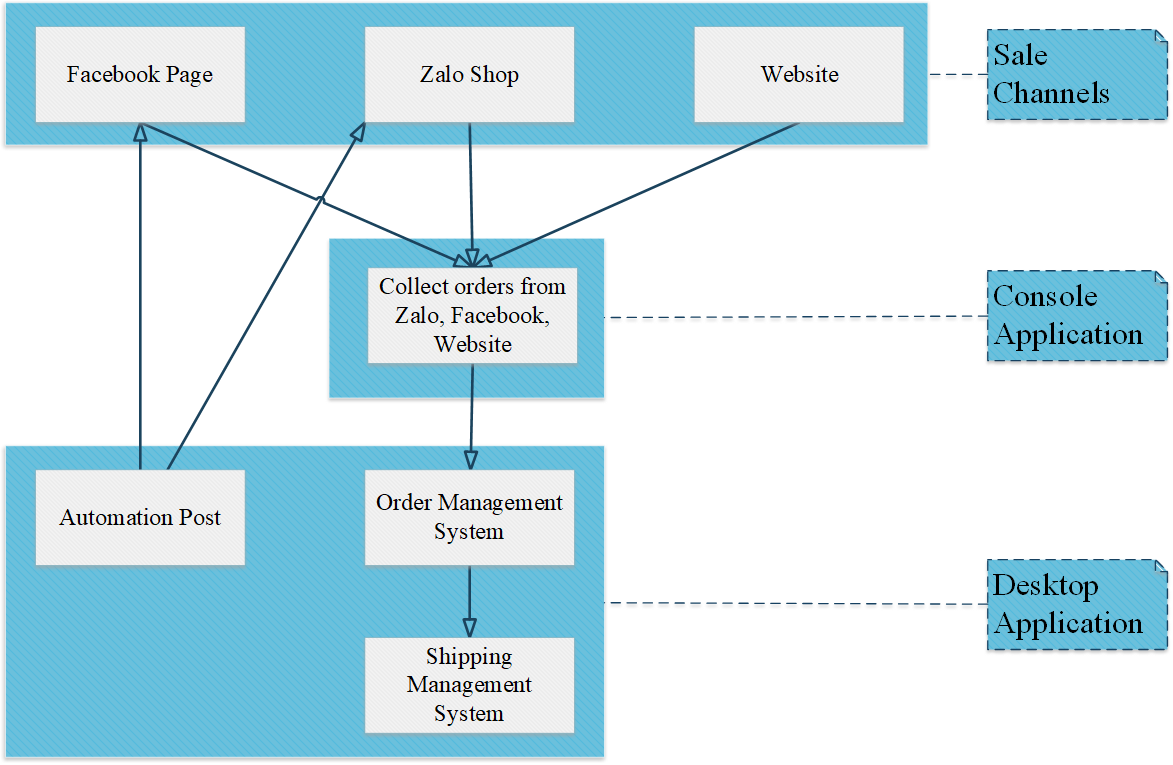 Facebook Page
Zalo Shop
Website
Sale
Channels
Collect orders from
Zalo, Facebook,
Website
Console
Application
Automation Post
Order Management
System
Desktop
Application
Shipping
Management
System